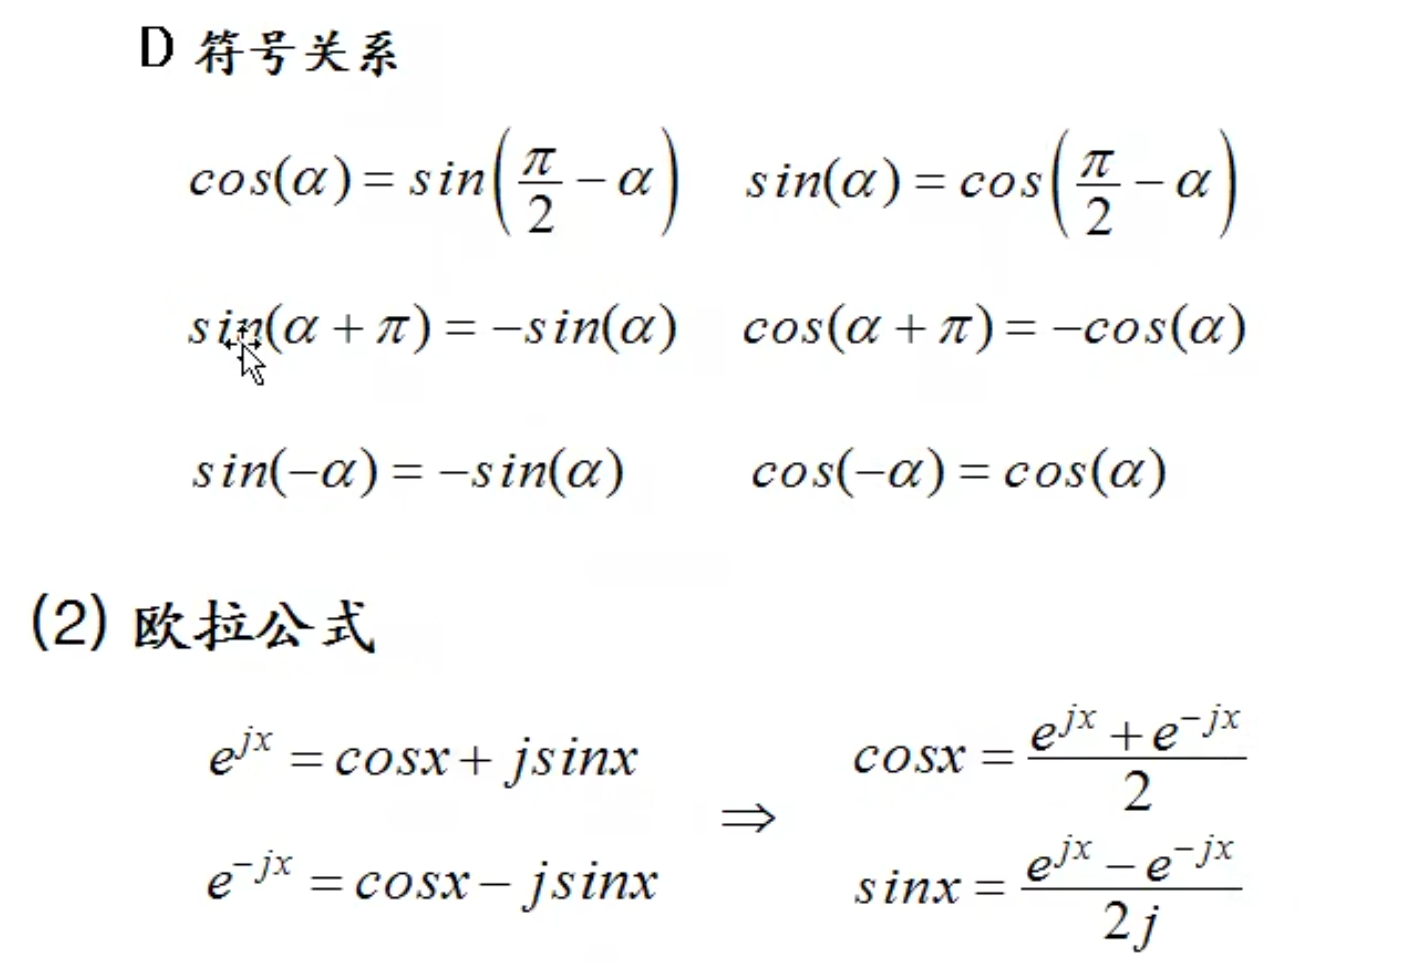 D 符号关系
cos(α) = sin(π/2 − α) sin(α) = cos(π/2 − α)
sin(α + π) = −sin(α) cos(α + π) = −cos(α)
sin(−α) = −sin(α) cos(−α) = cos(α)
(2) 欧拉公式
e^{jx} = cosx + jsinx
e^{−jx} = cosx − jsinx
⇒
cosx = (e^{jx} + e^{−jx})/2
sinx = (e^{jx} − e^{−jx})/2j